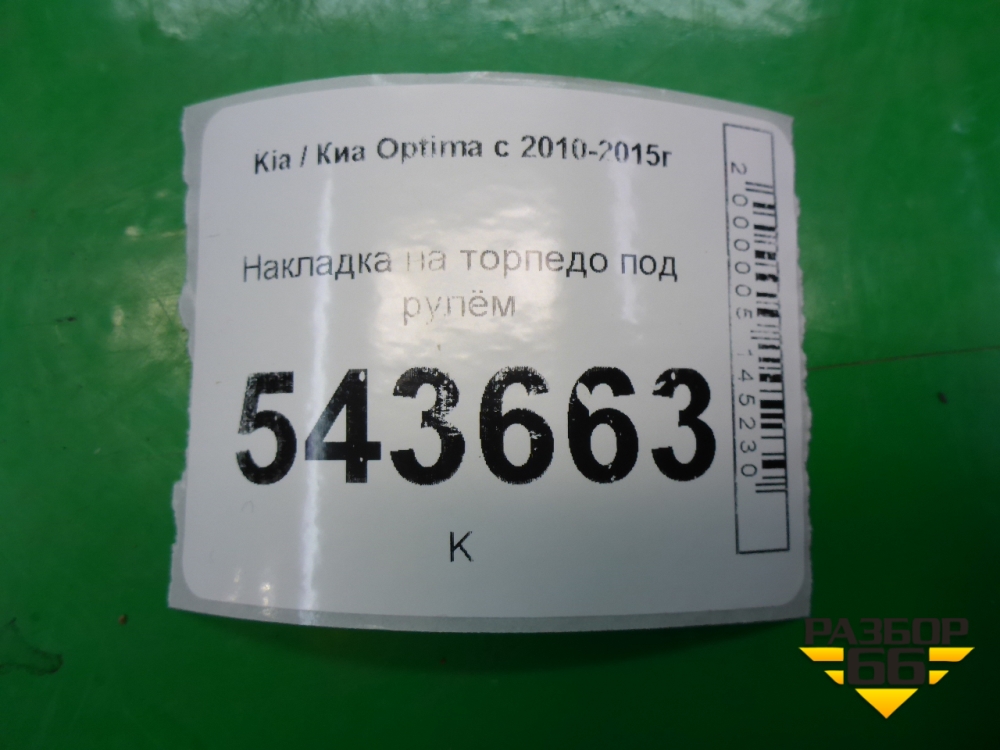 Kia / Киа Optima с 2010-2015г
Накладка на торпедо под
рулём
543663
К
2000005145230
РАЗБОР
66